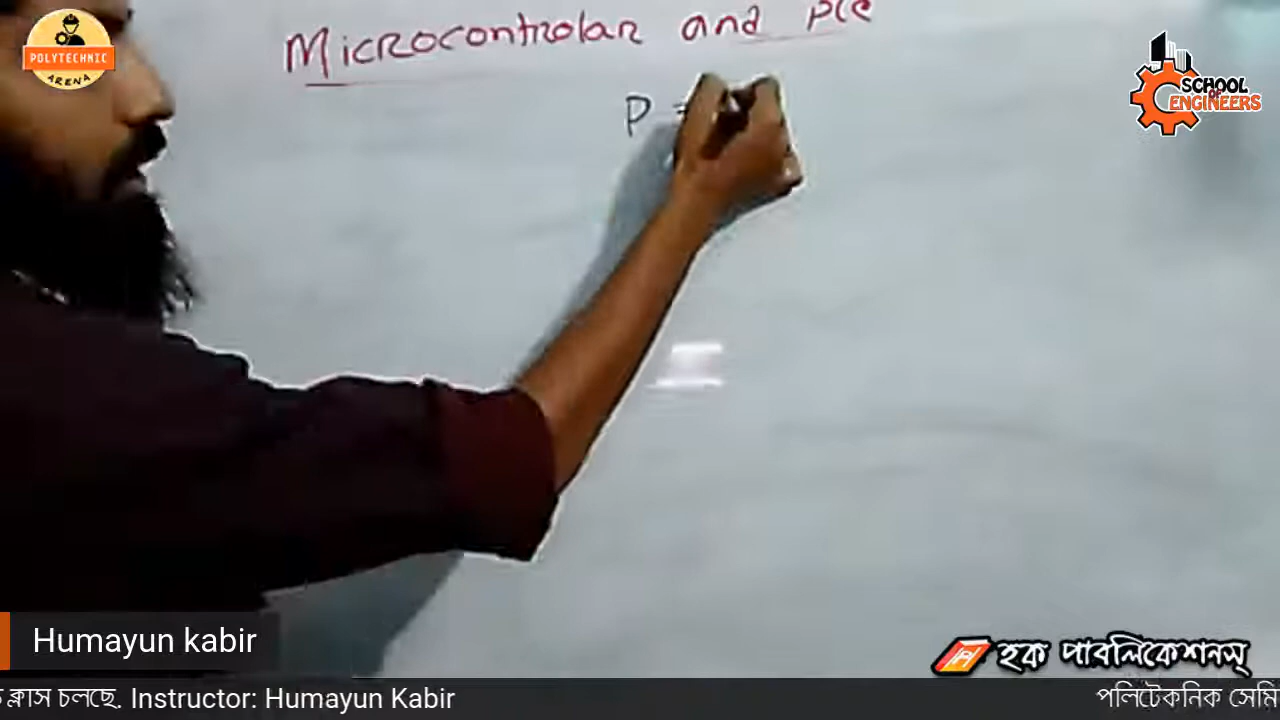 POLYTECHNIC
ARENA
Microcontrolar and PLC
P =
SCHOOL
OF
ENGINEERS
Humayun kabir
হক পাবলিকেশনস্
ক্লাস চলছে. Instructor: Humayun Kabir
পলিটেকনিক সেমি